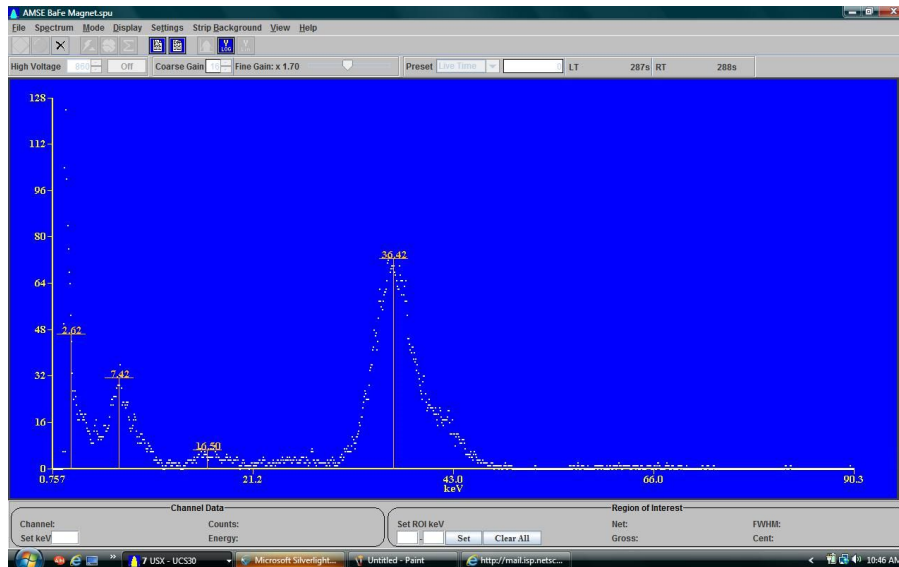 AMSE BaFe Magnet.spu
File Spectrum Mode Display Settings Strip Background View Help
High Voltage 960 Off Coarse Gain 16 Fine Gain: x 1.70 Preset Live Time 0 LT 287s RT 288s
128
112
96
80
36.42
64
48
2.62
32
7.42
16
16.50
0
0.757 21.2 43.0 66.0 90.3
keV
Channel Data Region of Interest
Channel: Counts: Set ROI keV Net: FWHM:
Set keV Energy: - Set Clear All Gross: Cent:
7 USX - UCS30 Microsoft Silverlight... Untitled - Paint http://mail.isp.netsc... 10:46 AM